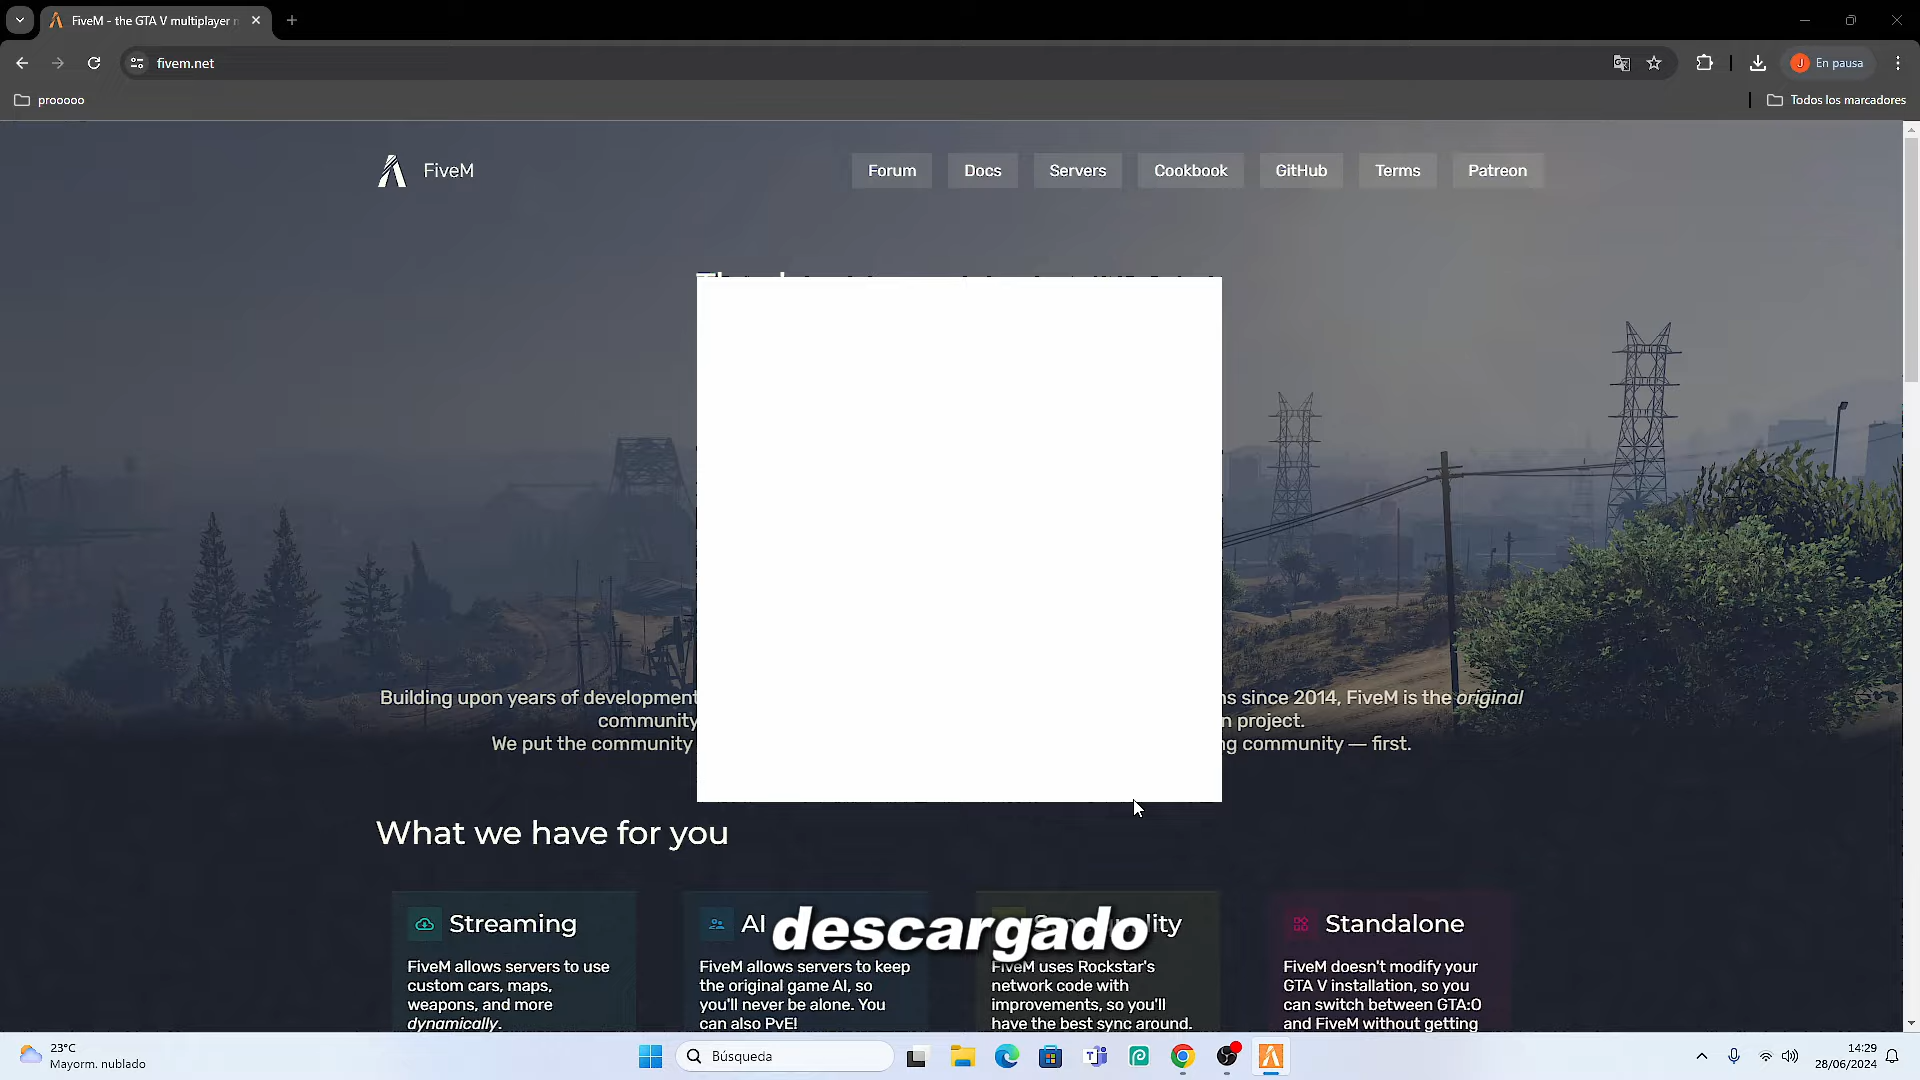 FiveM - the GTA V multiplayer
fivem.net
En pausa
prooooo
Todos los marcadores
FiveM
Forum
Docs
Servers
Cookbook
GitHub
Terms
Patreon
Building upon years of development
since 2014, FiveM is the original
community
project.
We put the community
community — first.
What we have for you
Streaming
FiveM allows servers to use
custom cars, maps,
weapons, and more
dynamically.
AI
FiveM allows servers to keep
the original game AI, so
you'll never be alone. You
can also PvE!
FiveM uses Rockstar's
network code with
improvements, so you'll
have the best sync around.
Standalone
FiveM doesn't modify your
GTA V installation, so you
can switch between GTA:O
and FiveM without getting
descargado
23°C
Mayorm. nublado
Búsqueda
14:29
28/06/2024